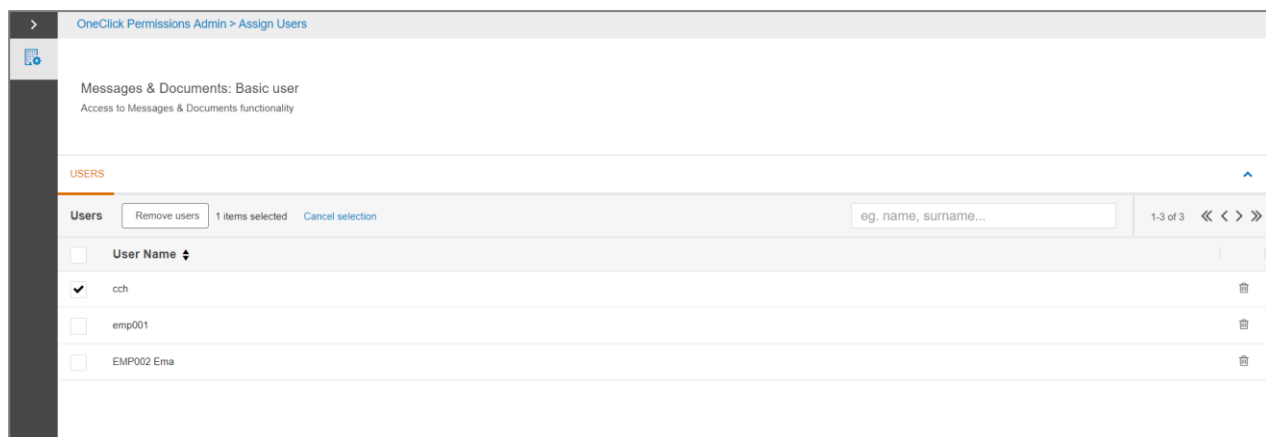 OneClick Permissions Admin > Assign Users
Messages & Documents: Basic user
Access to Messages & Documents functionality
USERS
Users Remove users 1 items selected Cancel selection eg. name, surname... 1-3 of 3
User Name
cch
emp001
EMP002 Ema